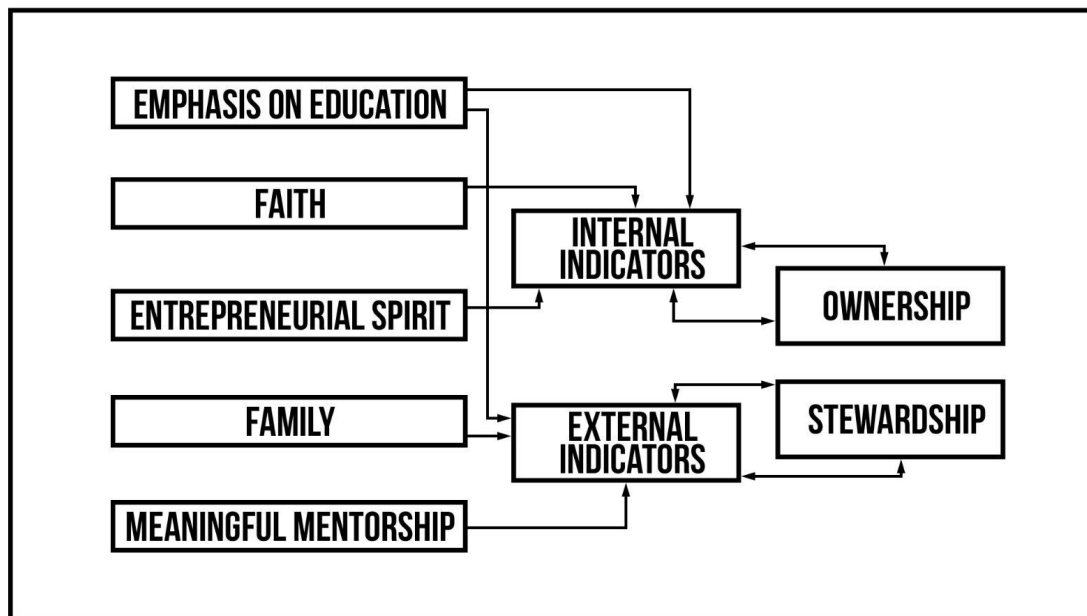 EMPHASIS ON EDUCATION
FAITH
ENTREPRENEURIAL SPIRIT
FAMILY
MEANINGFUL MENTORSHIP
INTERNAL
INDICATORS
EXTERNAL
INDICATORS
OWNERSHIP
STEWARDSHIP